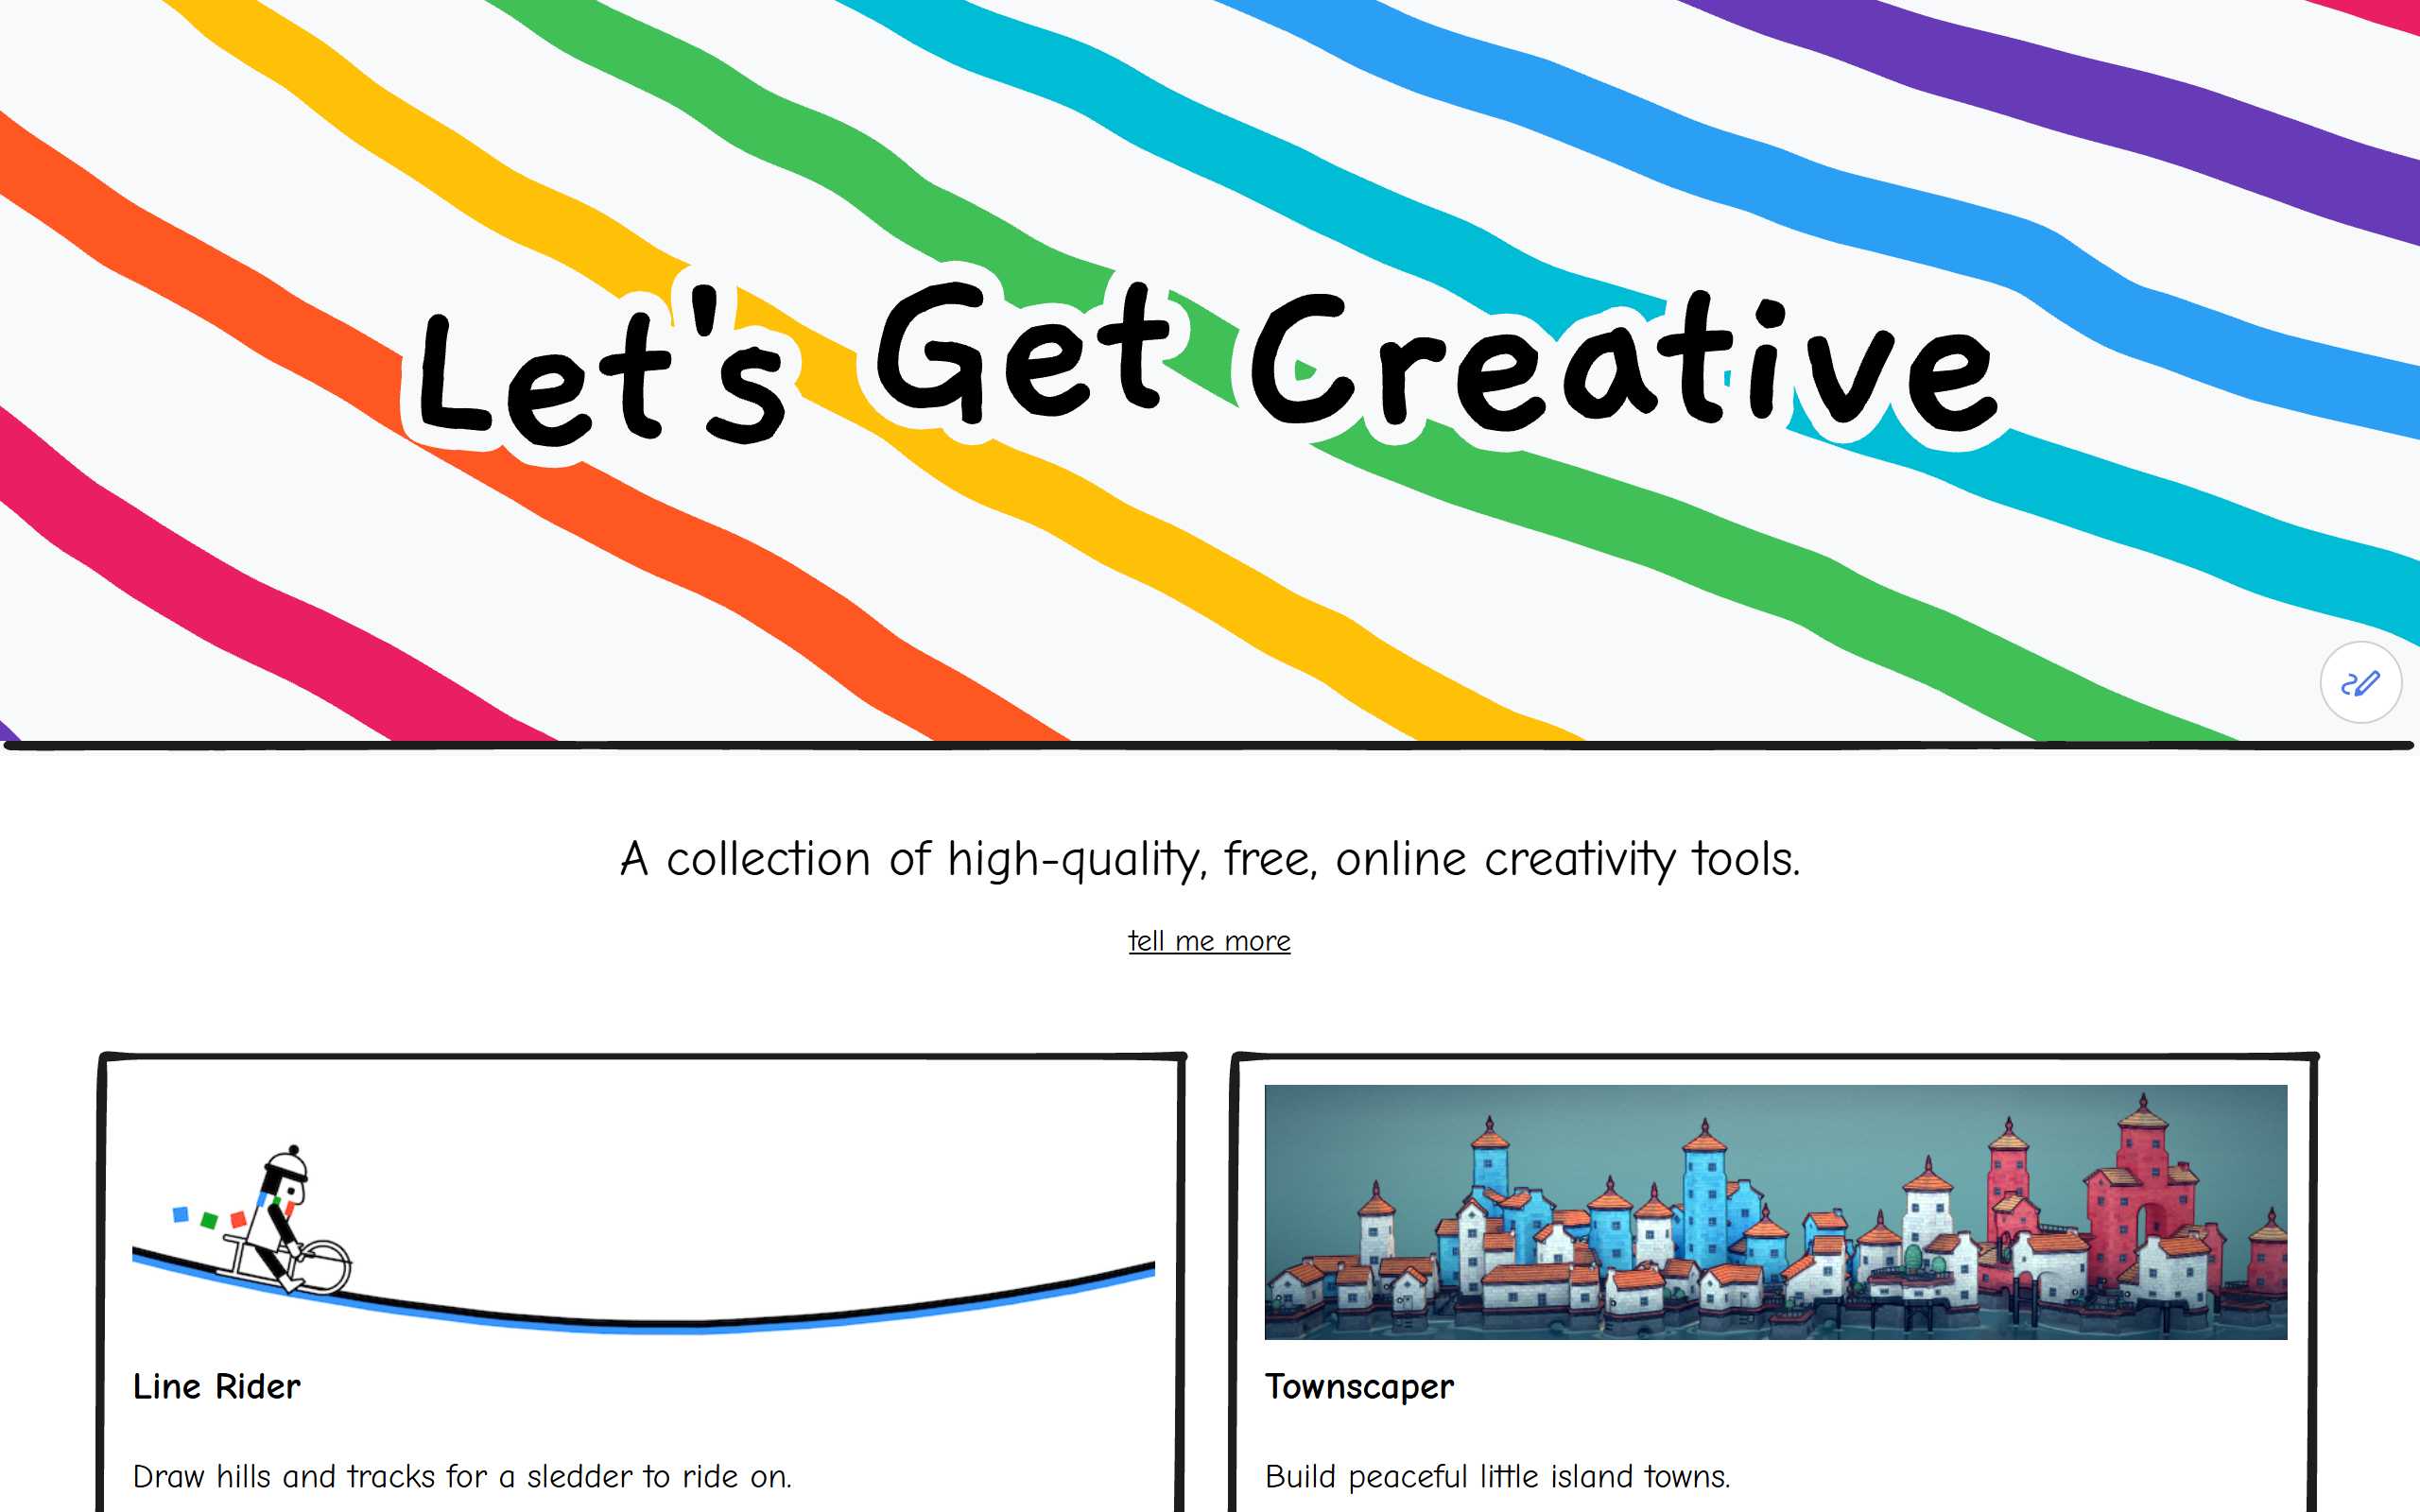 Let's Get Creative
A collection of high-quality, free, online creativity tools.
tell me more
Line Rider
Draw hills and tracks for a sledder to ride on.
Townscaper
Build peaceful little island towns.